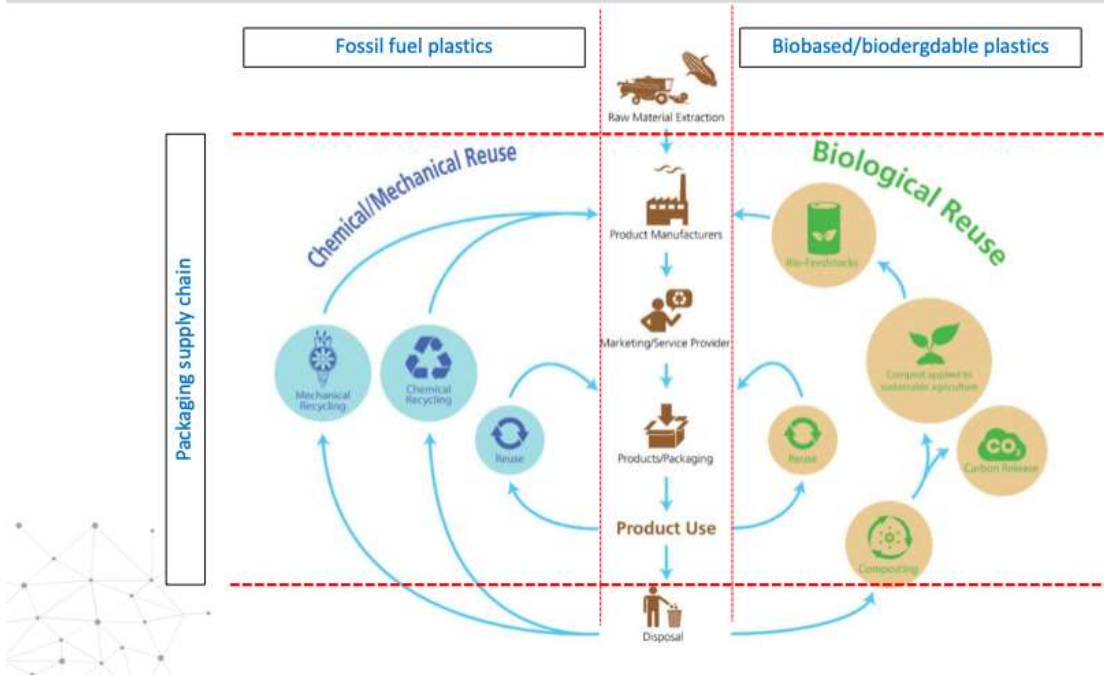 Fossil fuel plastics
Biobased/biodergdable plastics
Raw Material Extraction
Packaging supply chain
Chemical/Mechanical Reuse
Biological Reuse
Product Manufacturers
Bio-Feedstocks
Marketing/Service Provider
Mechanical
Recycling
Chemical
Recycling
Compost applied to
sustainable agriculture
Reuse
Products/Packaging
Reuse
CO₂
Carbon Release
Product Use
Composting
Disposal